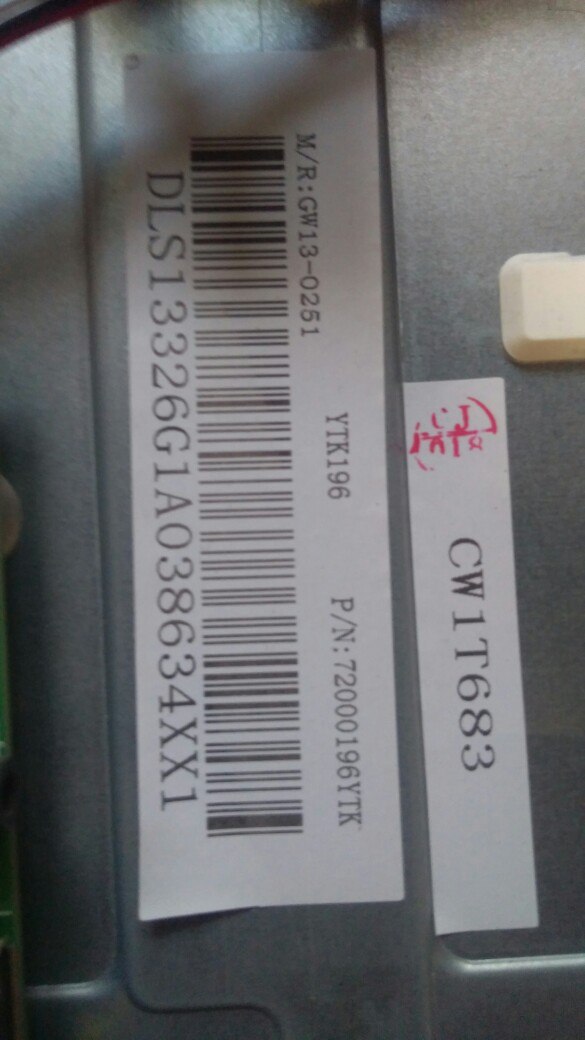 M/R:GW13-0251 YTK196 P/N:72000196YTK
DLS13326G1A038634XX1
CW1T683